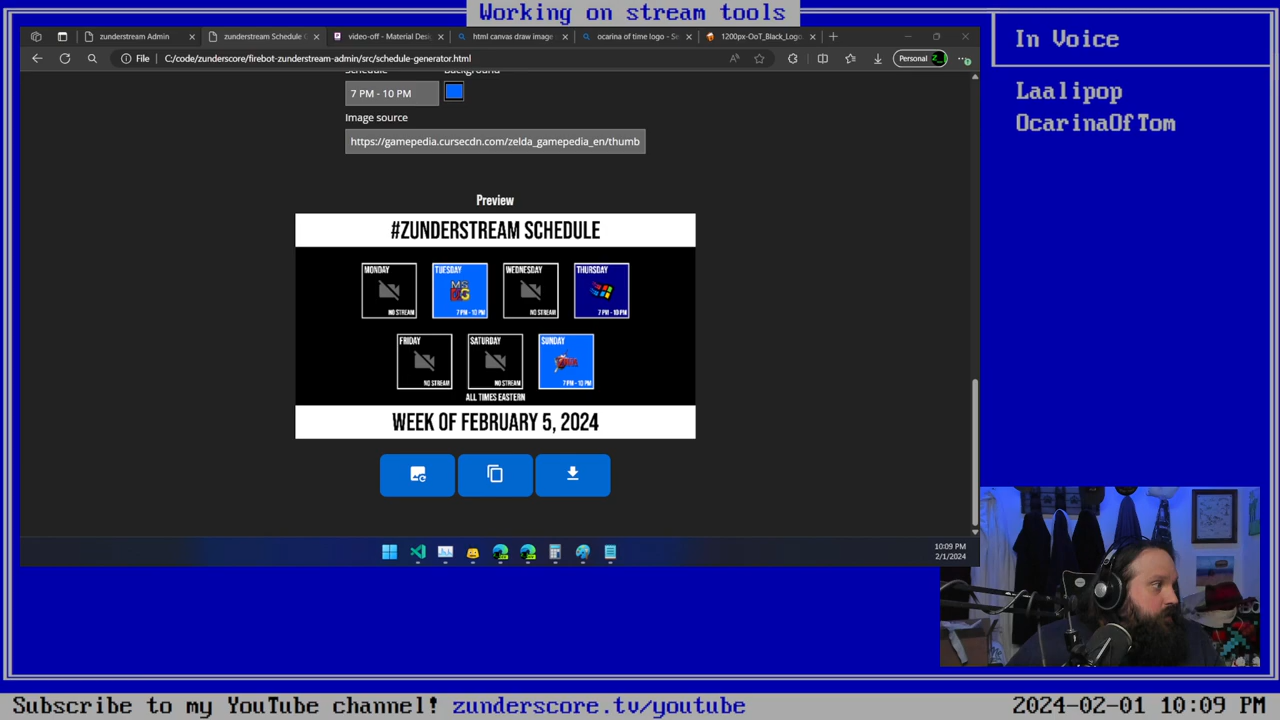 Working on stream tools
zunderstream Admin
zunderstream Schedule G
video-off - Material Desi
html canvas draw image
ocarina of time logo - Se
1200px-OoT_Black_Logo.
File
C:/code/zunderscore/firebot-zunderstream-admin/src/schedule-generator.html
Personal
In Voice
Laalipop
OcarinaOfTom
Schedule
Background
7 PM - 10 PM
Image source
https://gamepedia.cursecdn.com/zelda_gamepedia_en/thumb
Preview
#ZUNDERSTREAM SCHEDULE
MONDAY
NO STREAM
TUESDAY
7 PM - 10 PM
WEDNESDAY
NO STREAM
THURSDAY
7 PM - 10 PM
FRIDAY
NO STREAM
SATURDAY
NO STREAM
SUNDAY
7 PM - 10 PM
ALL TIMES EASTERN
WEEK OF FEBRUARY 5, 2024
10:09 PM
2/1/2024
Subscribe to my YouTube channel! zunderscore.tv/youtube
2024-02-01 10:09 PM